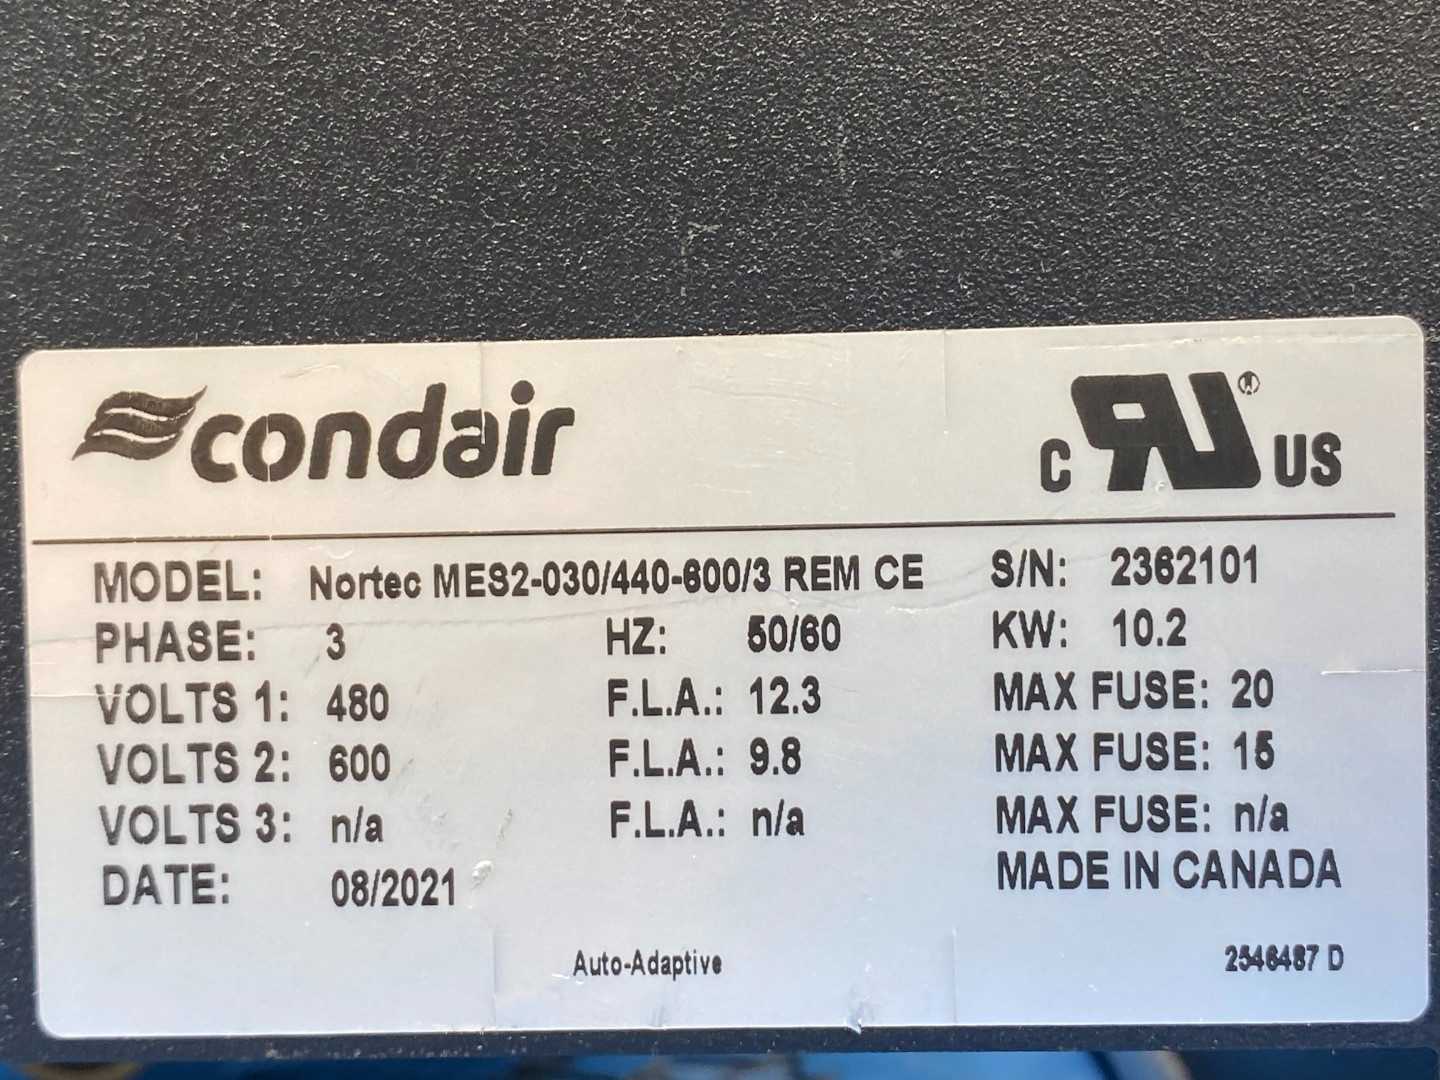 condair
C RU ® US
MODEL: Nortec MES2-030/440-600/3 REM CE S/N: 2362101
PHASE: 3 HZ: 50/60 KW: 10.2
VOLTS 1: 480 F.L.A.: 12.3 MAX FUSE: 20
VOLTS 2: 600 F.L.A.: 9.8 MAX FUSE: 15
VOLTS 3: n/a F.L.A.: n/a MAX FUSE: n/a
DATE: 08/2021 MADE IN CANADA
Auto-Adaptive 2546487 D